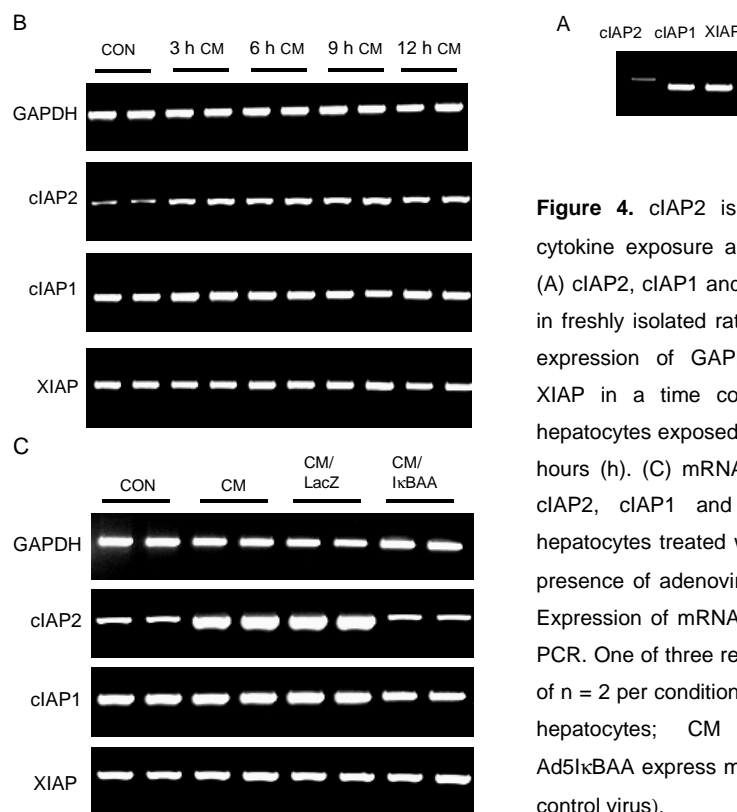 B
CON 3 h CM 6 h CM 9 h CM 12 h CM
GAPDH
cIAP2
cIAP1
XIAP
C
CON CM CM/ LacZ CM/ IκBAA
GAPDH
cIAP2
cIAP1
XIAP
A
cIAP2 cIAP1 XIAP
Figure 4. cIAP2 is
cytokine exposure a
(A) cIAP2, cIAP1 and
in freshly isolated rat
expression of GAP
XIAP in a time co
hepatocytes exposed
hours (h). (C) mRNA
cIAP2, cIAP1 and
hepatocytes treated w
presence of adenovir
Expression of mRNA
PCR. One of three re
of n = 2 per condition
hepatocytes; CM
Ad5IκBAA express m
control virus).